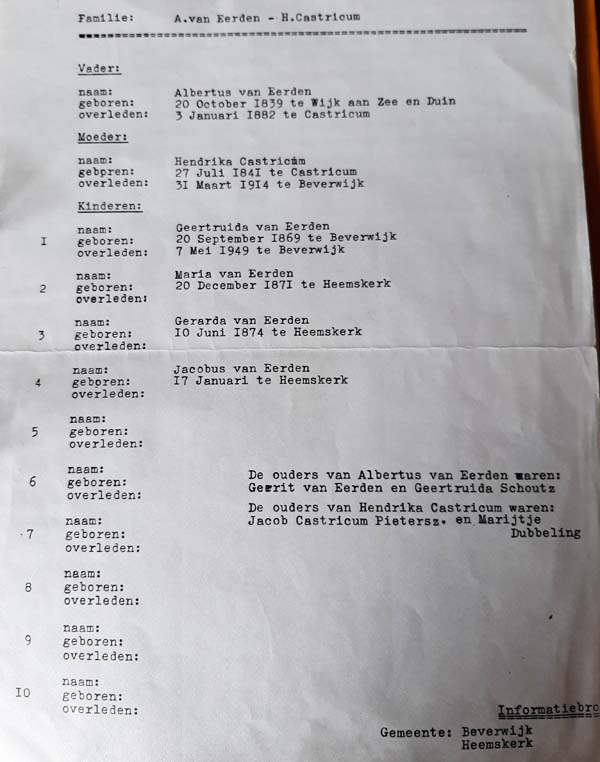 Familie: A.van Eerden - H.Castricum
Vader:
naam: Albertus van Eerden
geboren: 20 October I839 te Wijk aan Zee en Duin
overleden: 3 Januari I882 te Castricum
Moeder:
naam: Hendrika Castricum
gebpren: 27 Juli I84I te Castricum
overleden: 3I Maart I9I4 te Beverwijk
Kinderen:
naam: Geertruida van Eerden
I geboren: 20 September I869 te Beverwijk
overleden: 7 Mei I949 te Beverwijk
naam: Maria van Eerden
2 geboren: 20 December I87I te Heemskerk
overleden:
naam: Gerarda van Eerden
3 geboren: I0 Juni I874 te Heemskerk
overleden:
naam: Jacobus van Eerden
4 geboren: I7 Januari te Heemskerk
overleden:
naam:
5 geboren:
overleden:
naam: De ouders van Albertus van Eerden waren:
6 geboren: Gerrit van Eerden en Geertruida Schoutz
overleden:
De ouders van Hendrika Castricum waren:
naam: Jacob Castricum Pietersz. en Marijtje
7 geboren: Dubbeling
overleden:
naam:
8 geboren:
overleden:
naam:
9 geboren:
overleden:
naam:
I0 geboren:
overleden:
Informatiebro
Gemeente: Beverwijk
Heemskerk